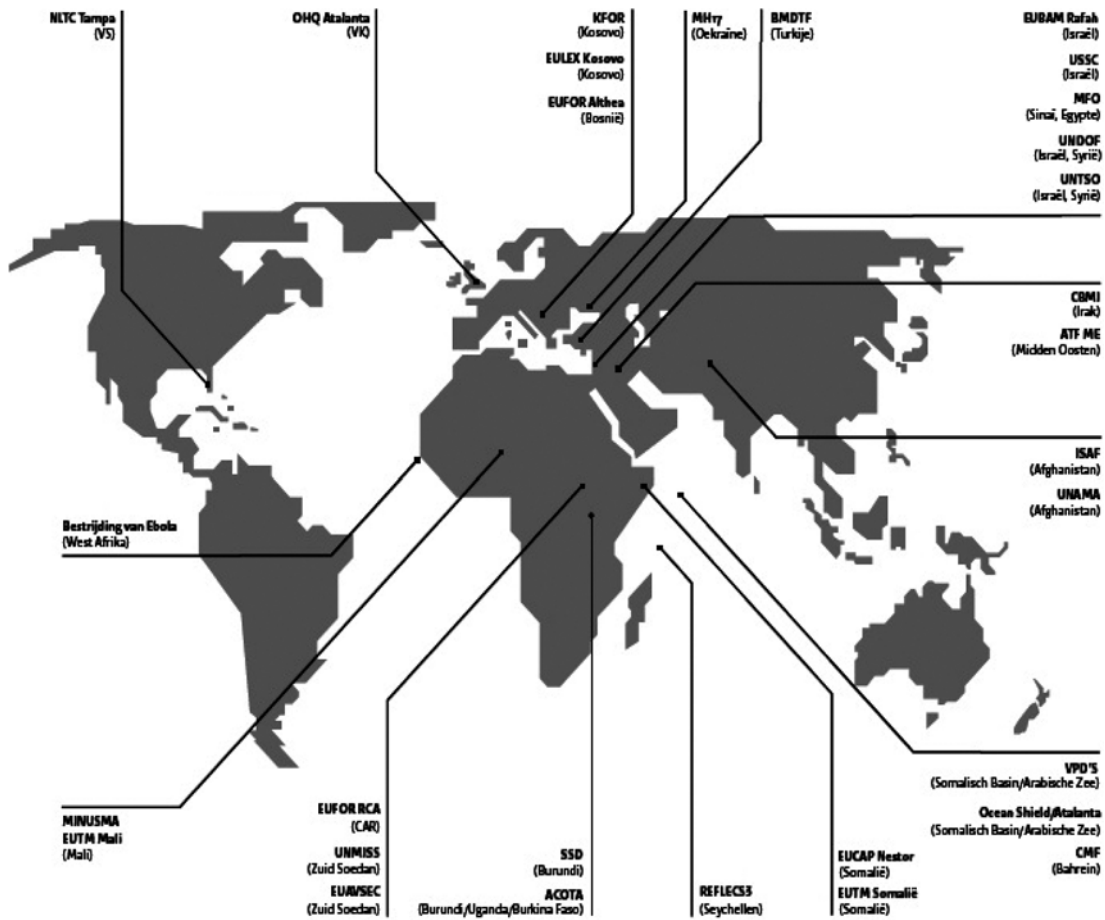 NLTC Tampa
(VS)
OHQ Atalanta
(VK)
KFOR
(Kosovo)
EULEX Kosovo
(Kosovo)
EUFOR Althea
(Bosnië)
MH17
(Oekraïne)
BMDTF
(Turkije)
EUBAM Rafah
(Israël)
USSC
(Israël)
MFO
(Sinaï, Egypte)
UNDOF
(Israël, Syrië)
UNTSO
(Israël, Syrië)
CBMI
(Irak)
ATF ME
(Midden Oosten)
ISAF
(Afghanistan)
UNAMA
(Afghanistan)
Bestrijding van Ebola
(West Afrika)
MINUSMA
EUTM Mali
(Mali)
EUFOR RCA
(CAR)
UNMISS
(Zuid Soedan)
EUAVSEC
(Zuid Soedan)
SSD
(Burundi)
ACOTA
(Burundi/Uganda/Burkina Faso)
REFLECS3
(Seychellen)
EUCAP Nestor
(Somalië)
EUTM Somalië
(Somalië)
VPD'S
(Somalisch Basin/Arabische Zee)
Ocean Shield/Atalanta
(Somalisch Basin/Arabische Zee)
CMF
(Bahrein)